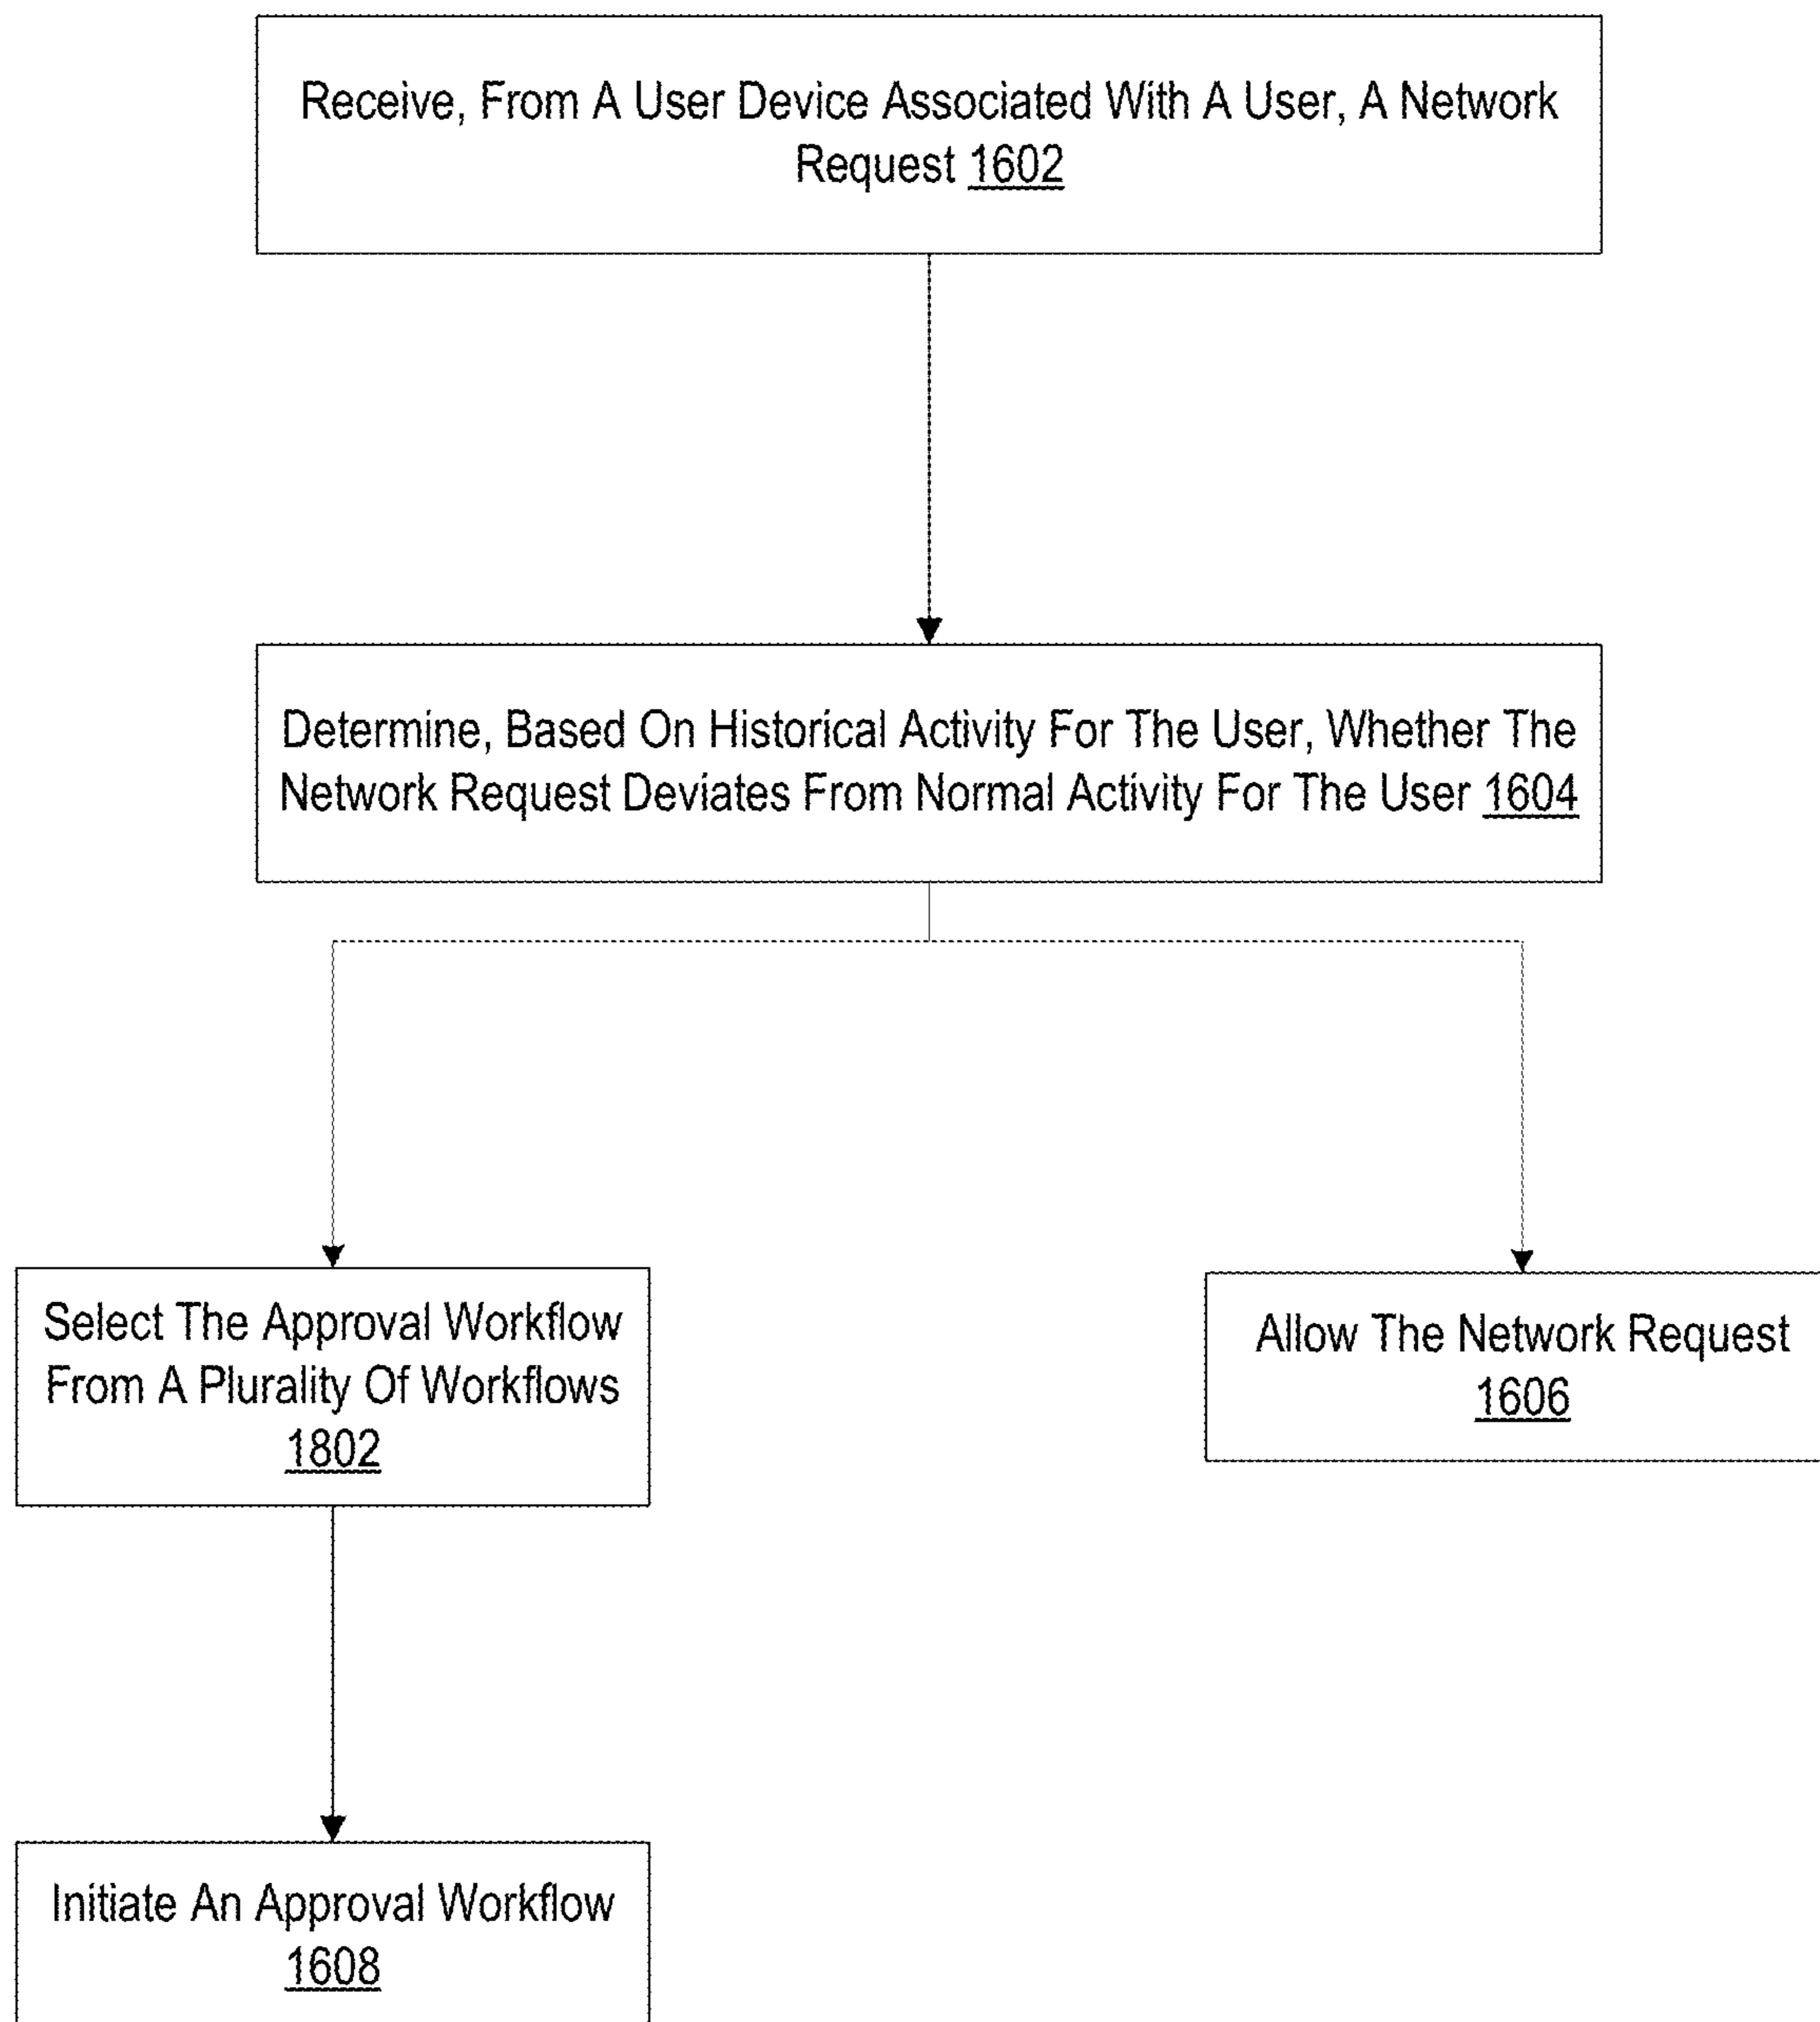 Receive, From A User Device Associated With A User, A Network
Request 1602
Determine, Based On Historical Activity For The User, Whether The
Network Request Deviates From Normal Activity For The User 1604
Select The Approval Workflow
From A Plurality Of Workflows
1802
Allow The Network Request
1606
Initiate An Approval Workflow
1608